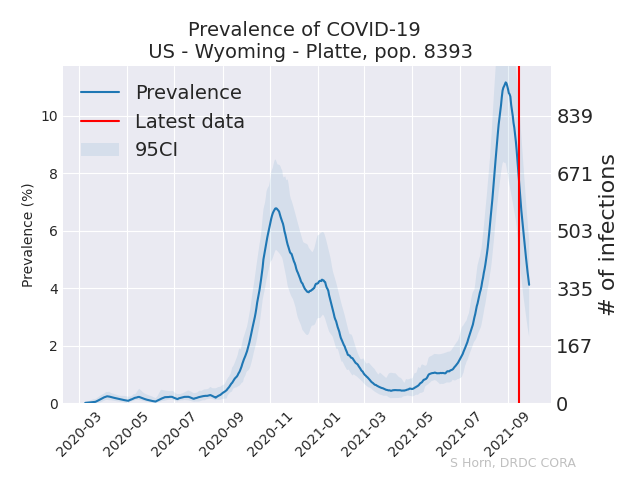 Prevalence of COVID-19
US - Wyoming - Platte, pop. 8393
Prevalence
Latest data
95CI
Prevalence (%)
10
8
6
4
2
0
839
671
503
335
167
0
# of infections
2020-03
2020-05
2020-07
2020-09
2020-11
2021-01
2021-03
2021-05
2021-07
2021-09
S Horn, DRDC CORA